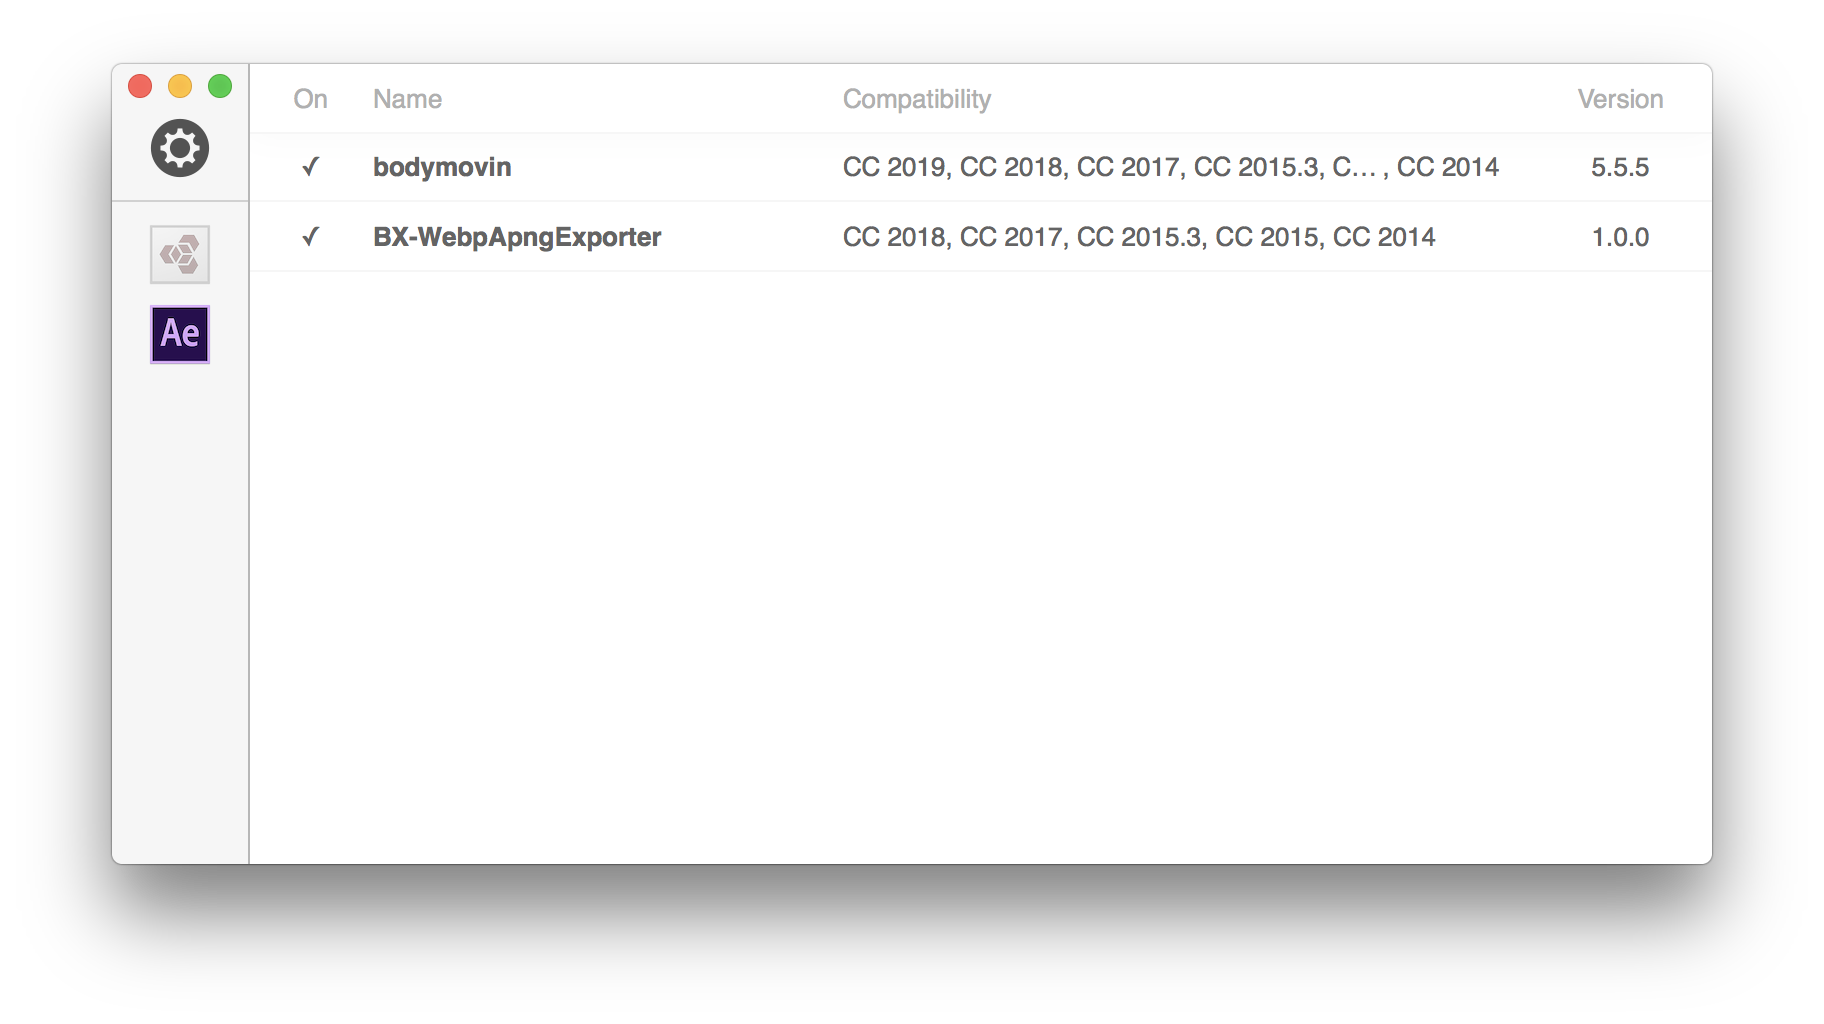 On Name Compatibility Version
✓ bodymovin CC 2019, CC 2018, CC 2017, CC 2015.3, C... , CC 2014 5.5.5
✓ BX-WebpApngExporter CC 2018, CC 2017, CC 2015.3, CC 2015, CC 2014 1.0.0
Ae